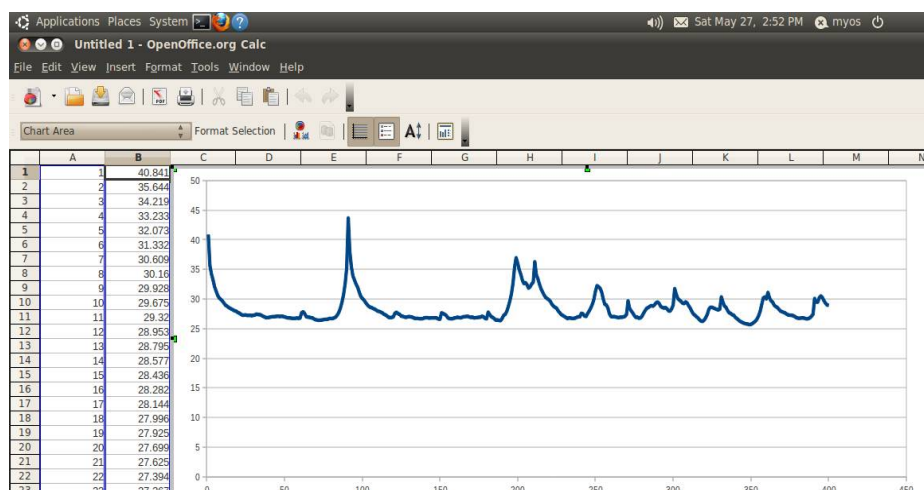 Applications Places System Sat May 27, 2:52 PM myos
Untitled 1 - OpenOffice.org Calc
File Edit View Insert Format Tools Window Help
PDF
Chart Area Format Selection
A B C D E F G H I J K L M N
1 1 40.841
2 2 35.644
3 3 34.219
4 4 33.233
5 5 32.073
6 6 31.332
7 7 30.609
8 8 30.16
9 9 29.928
10 10 29.675
11 11 29.32
12 12 28.953
13 13 28.795
14 14 28.577
15 15 28.436
16 16 28.282
17 17 28.144
18 18 27.996
19 19 27.925
20 20 27.699
21 21 27.625
22 22 27.394
50
45
40
35
30
25
20
15
10
5
0
0 50 100 150 200 250 300 350 400 450